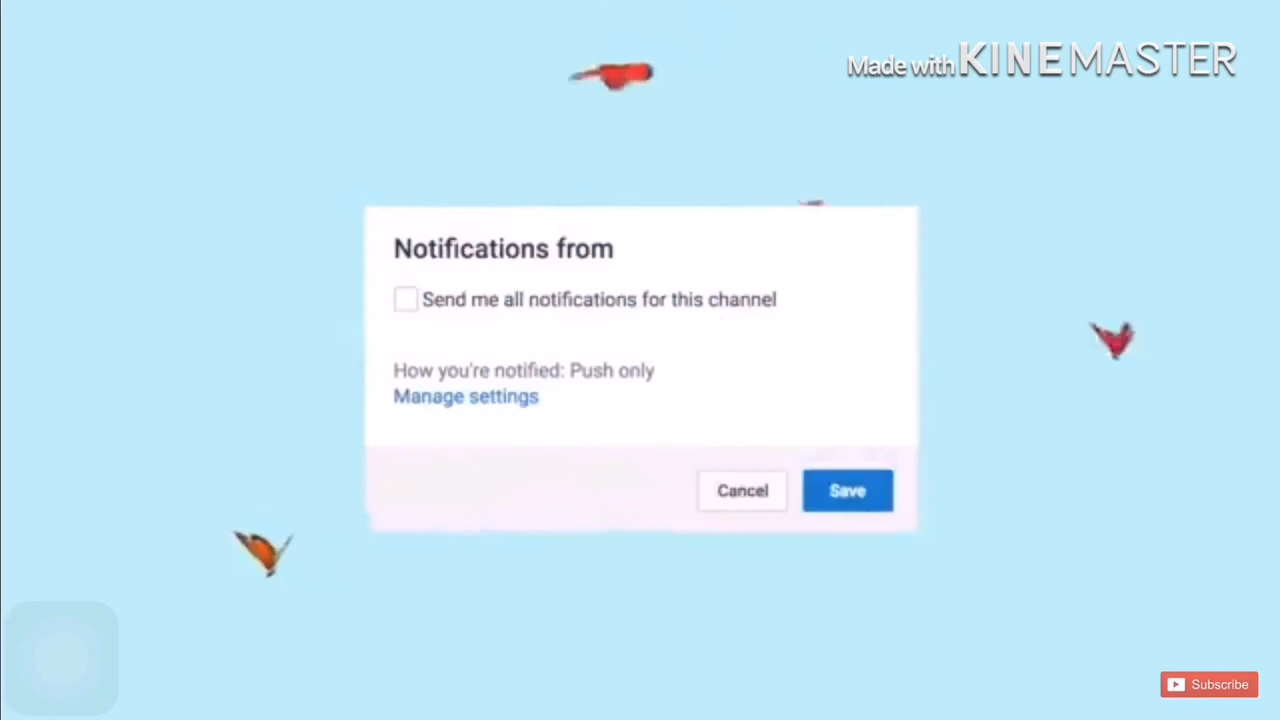 Made with KINEMASTER
Notifications from
Send me all notifications for this channel
How you're notified: Push only
Manage settings
Cancel
Save
Subscribe